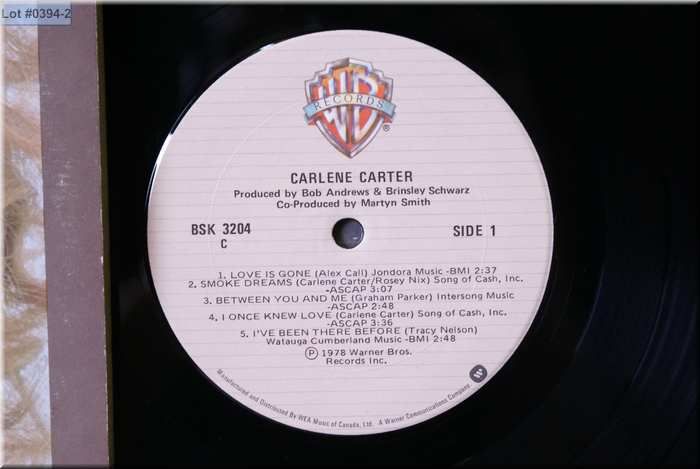 Lot #0394-2
WB
RECORDS
®
CARLENE CARTER
Produced by Bob Andrews & Brinsley Schwarz
Co-Produced by Martyn Smith
BSK 3204 SIDE 1
C
1. LOVE IS GONE (Alex Call) Jondora Music -BMI 2:37
2. SMOKE DREAMS (Carlene Carter/Rosey Nix) Song of Cash, Inc.
-ASCAP 3:07
3. BETWEEN YOU AND ME (Graham Parker) Intersong Music
-ASCAP 2:48
4. I ONCE KNEW LOVE (Carlene Carter) Song of Cash, Inc.
-ASCAP 3:36
5. I'VE BEEN THERE BEFORE (Tracy Nelson)
Watauga Cumberland Music -BMI 2:48
Ⓟ 1978 Warner Bros.
Records Inc.
Manufactured and Distributed By WEA Music of Canada, Ltd. A Warner Communications Company